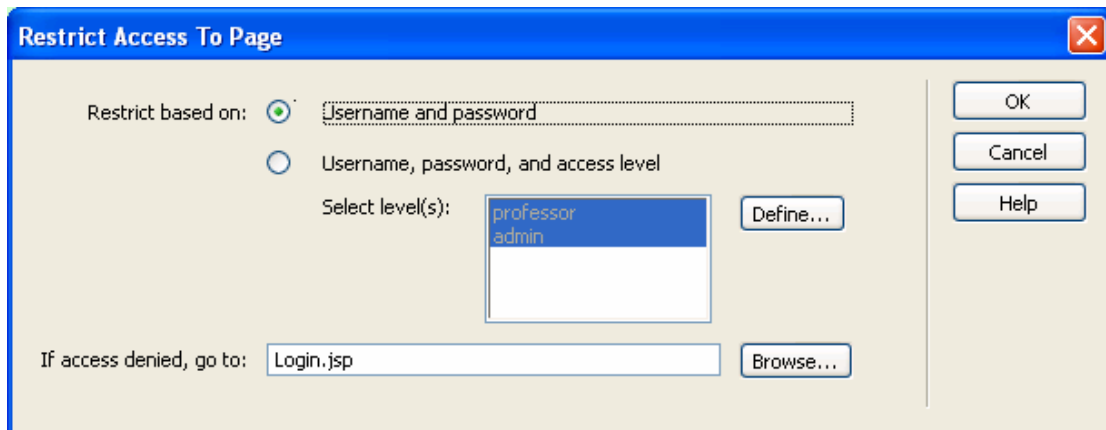 Restrict Access To Page
Restrict based on:
Username and password
Username, password, and access level
Select level(s):
professor
admin
Define...
If access denied, go to:
Login.jsp
Browse...
OK
Cancel
Help